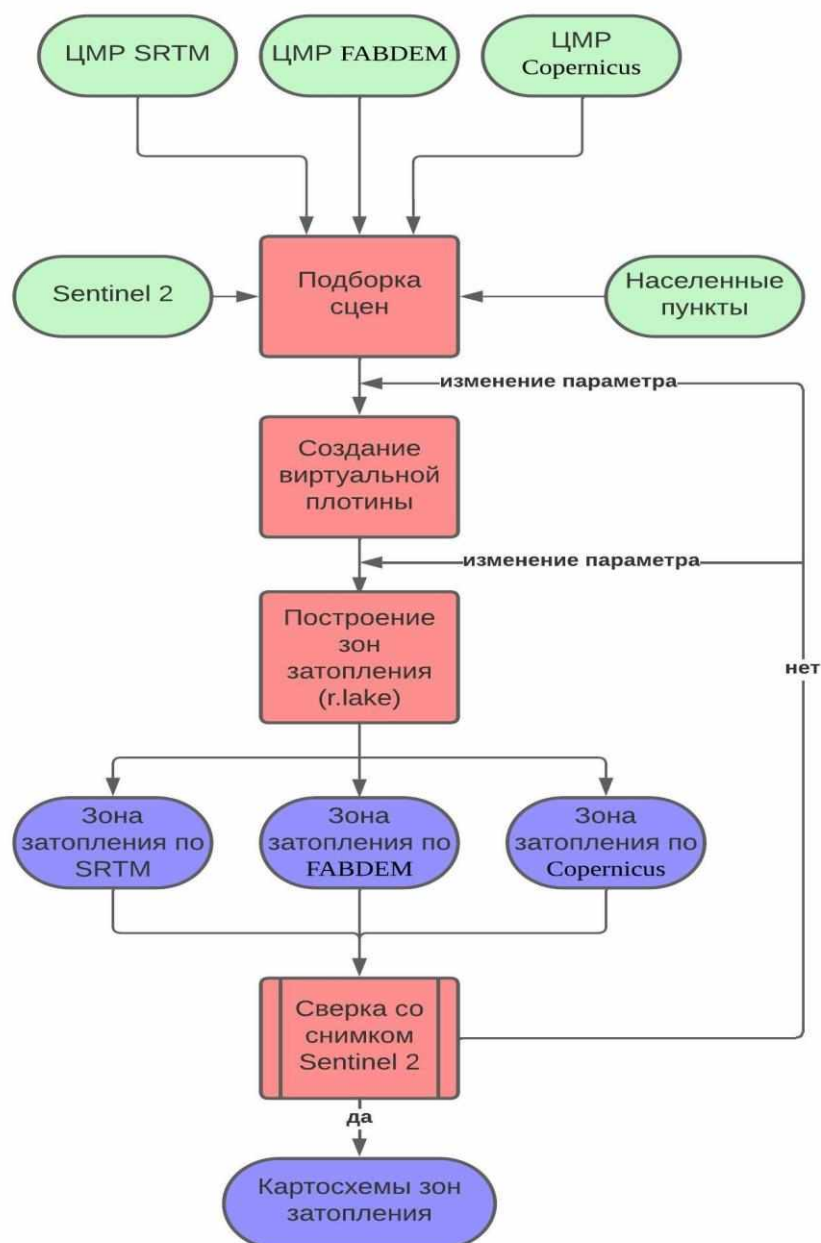 ЦМР SRTM
ЦМР FABDEM
ЦМР
Copernicus
Sentinel 2
Подборка
сцен
Населенные
пункты
изменение параметра
Создание
виртуальной
плотины
изменение параметра
Построение
зон
затопления
(r.lake)
нет
Зона
затопления по
SRTM
Зона
затопления по
FABDEM
Зона
затопления по
Copernicus
Сверка со
снимком
Sentinel 2
да
Картосхемы зон
затопления